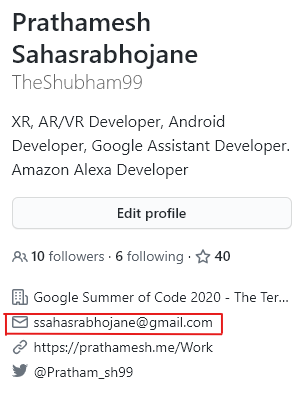 Prathamesh
Sahasrabhojane
TheShubham99
XR, AR/VR Developer, Android
Developer, Google Assistant Developer.
Amazon Alexa Developer
Edit profile
10 followers · 6 following · 40
Google Summer of Code 2020 - The Ter...
ssahasrabhojane@gmail.com
https://prathamesh.me/Work
@Pratham_sh99